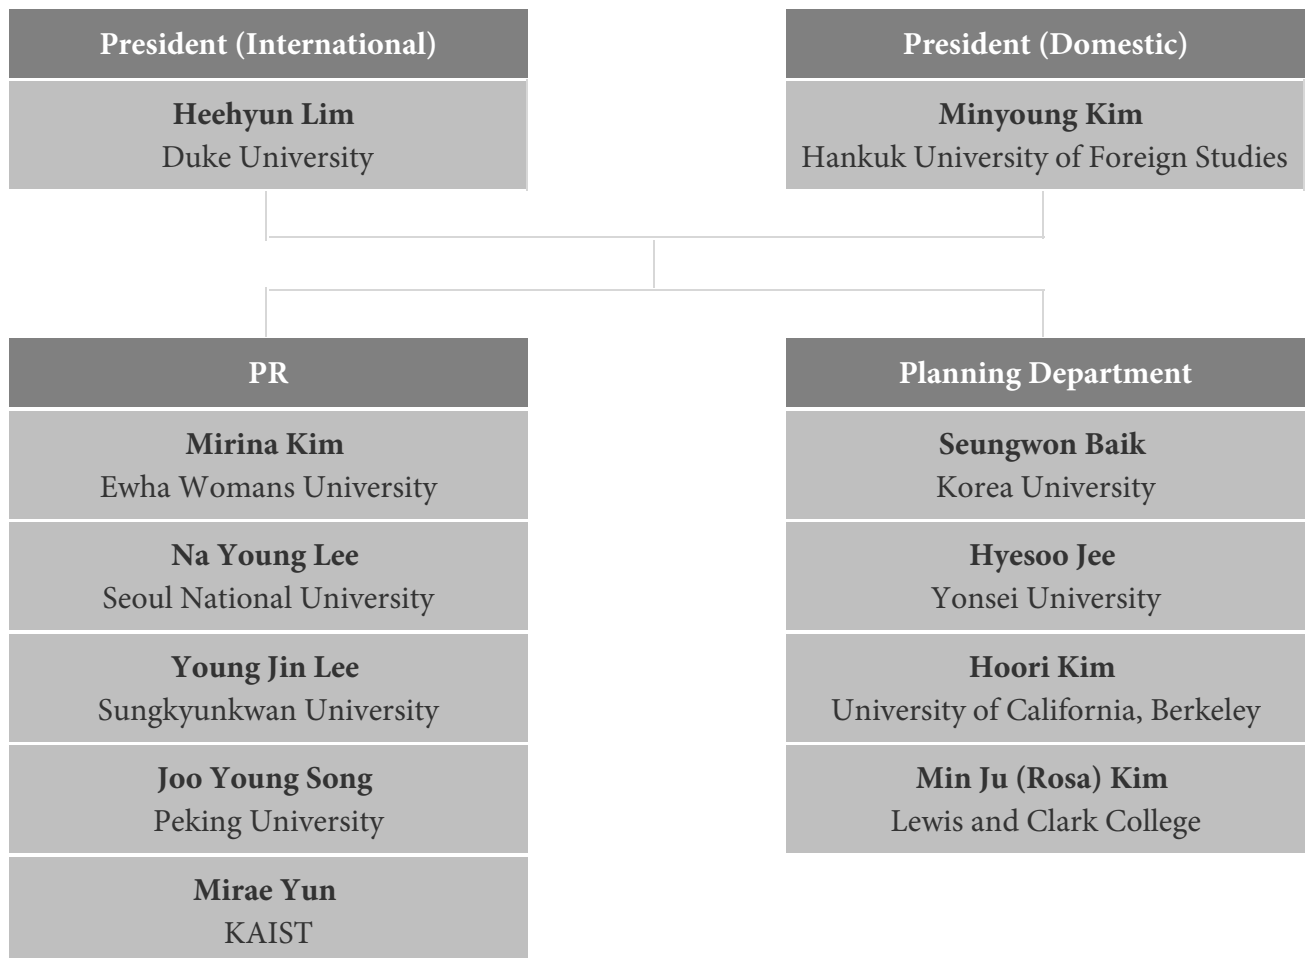 President (International)
Heehyun Lim
Duke University
President (Domestic)
Minyoung Kim
Hankuk University of Foreign Studies
PR
Mirina Kim
Ewha Womans University
Na Young Lee
Seoul National University
Young Jin Lee
Sungkyunkwan University
Joo Young Song
Peking University
Mirae Yun
KAIST
Planning Department
Seungwon Baik
Korea University
Hyesoo Jee
Yonsei University
Hoori Kim
University of California, Berkeley
Min Ju (Rosa) Kim
Lewis and Clark College